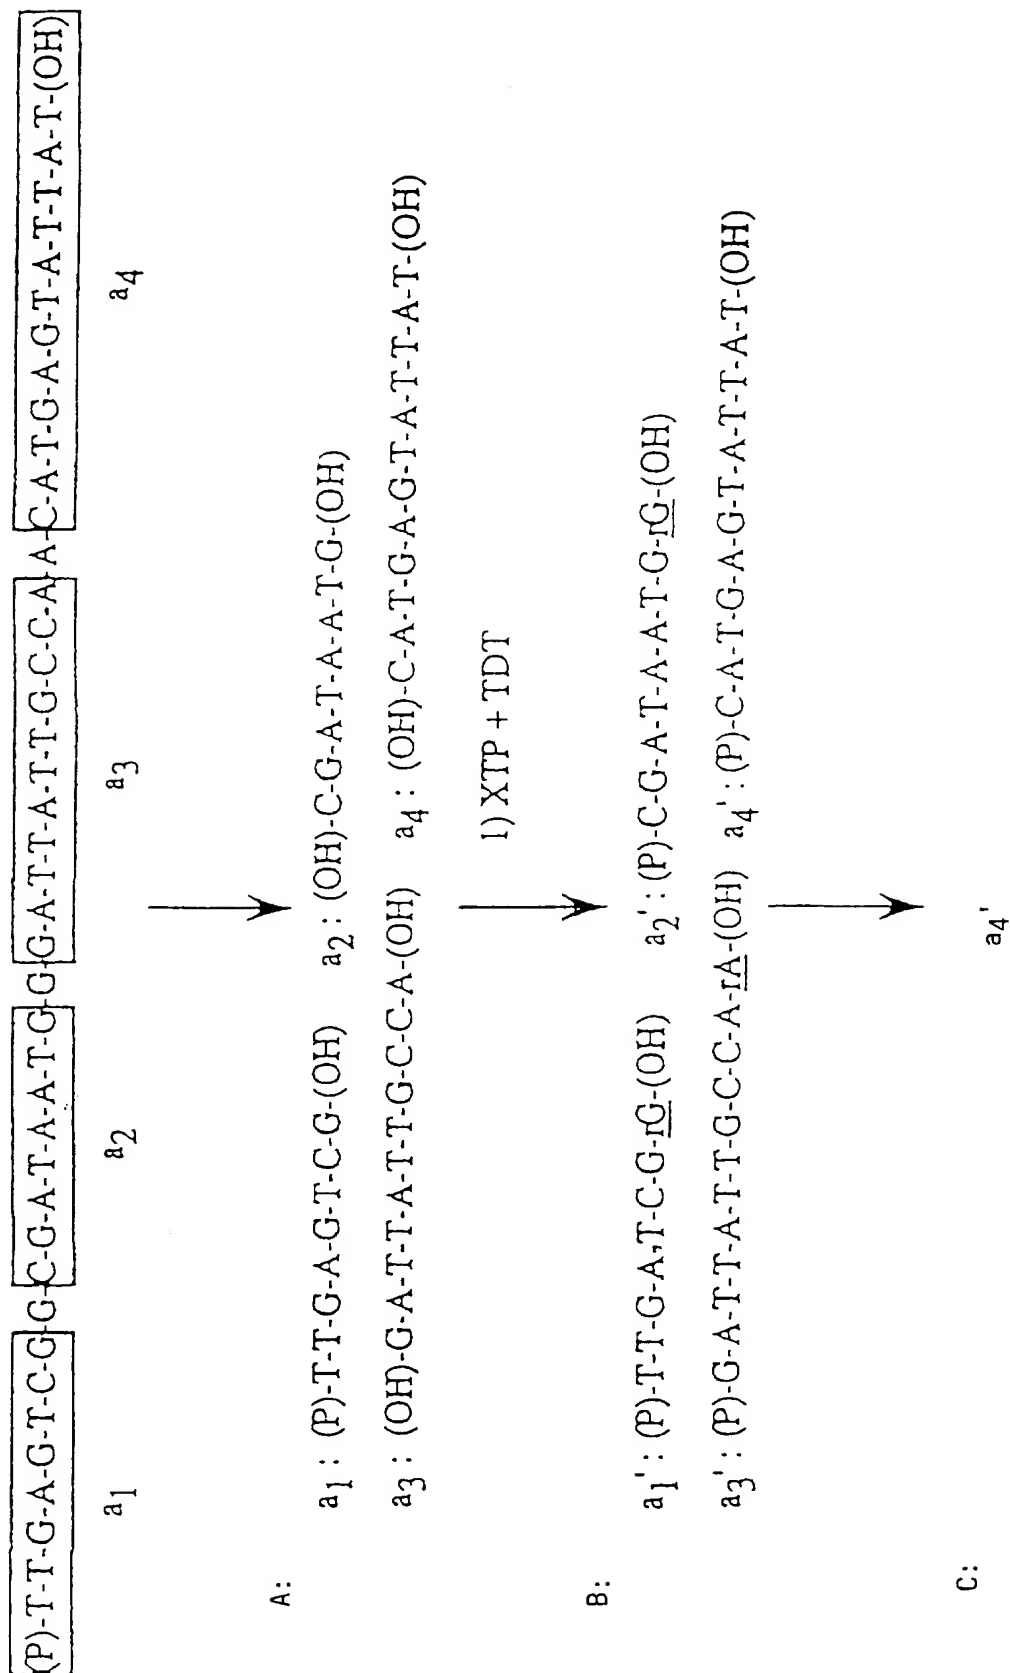 (P)-T-T-G-A-G-T-C-G-G-C-G-A-T-A-A-T-G-G-G-A-T-T-A-T-T-G-C-C-A-A-C-A-T-G-A-G-T-A-T-T-A-T-(OH)
a1 a2 a3 a4
A:
a1 : (P)-T-T-G-A-G-T-C-G-(OH) a2 : (OH)-C-G-A-T-A-A-T-G-(OH)
a3 : (OH)-G-A-T-T-A-T-T-G-C-C-A-(OH) a4 : (OH)-C-A-T-G-A-G-T-A-T-T-A-T-(OH)
1) XTP + TDT
B:
a1' : (P)-T-T-G-A,T-C-G-rG-(OH) a2' : (P)-C-G-A-T-A-A-T-G-rG-(OH)
a3' : (P)-G-A-T-T-A-T-T-G-C-C-A-rA-(OH) a4' : (P)-C-A-T-G-A-G-T-A-T-T-A-T-(OH)
C:
a4'